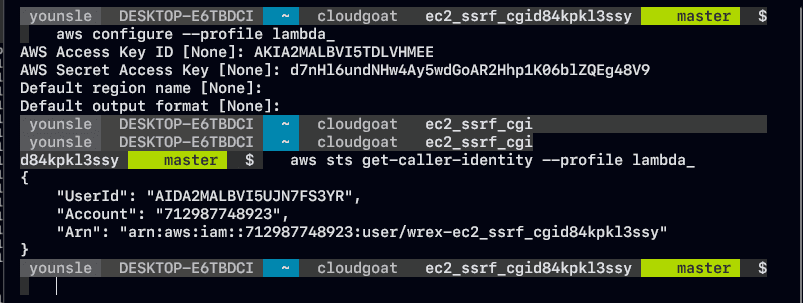 younsle DESKTOP-E6TBDCI ~ cloudgoat ec2_ssrf_cgid84kpkl3ssy master $
aws configure --profile lambda_
AWS Access Key ID [None]: AKIA2MALBVI5TDLVHMEE
AWS Secret Access Key [None]: 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
Default region name [None]:
Default output format [None]:
younsle DESKTOP-E6TBDCI ~ cloudgoat ec2_ssrf_cgi
younsle DESKTOP-E6TBDCI ~ cloudgoat ec2_ssrf_cgi
d84kpkl3ssy master $ aws sts get-caller-identity --profile lambda_
{
"UserId": "AIDA2MALBVI5UJN7FS3YR",
"Account": "712987748923",
"Arn": "arn:aws:iam::712987748923:user/wrex-ec2_ssrf_cgid84kpkl3ssy"
}
younsle DESKTOP-E6TBDCI ~ cloudgoat ec2_ssrf_cgid84kpkl3ssy master $